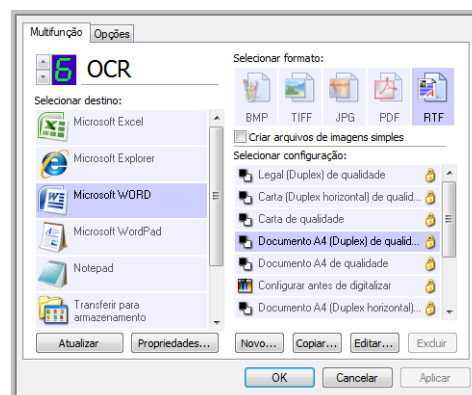 Multifunção
Opções
6
OCR
Selecionar destino:
Microsoft Excel
Microsoft Explorer
Microsoft WORD
Microsoft WordPad
Notepad
Transferir para
armazenamento
Atualizar
Propriedades...
Selecionar formato:
BMP
TIFF
JPG
PDF
RTF
Criar arquivos de imagens simples
Selecionar configuração:
Legal (Duplex) de qualidade
Carta (Duplex horizontal) de qualid...
Carta de qualidade
Documento A4 (Duplex) de qualid...
Documento A4 de qualidade
Configurar antes de digitalizar
Documento A4 (Duplex horizontal)...
Novo...
Copiar...
Editar...
Excluir
OK
Cancelar
Aplicar